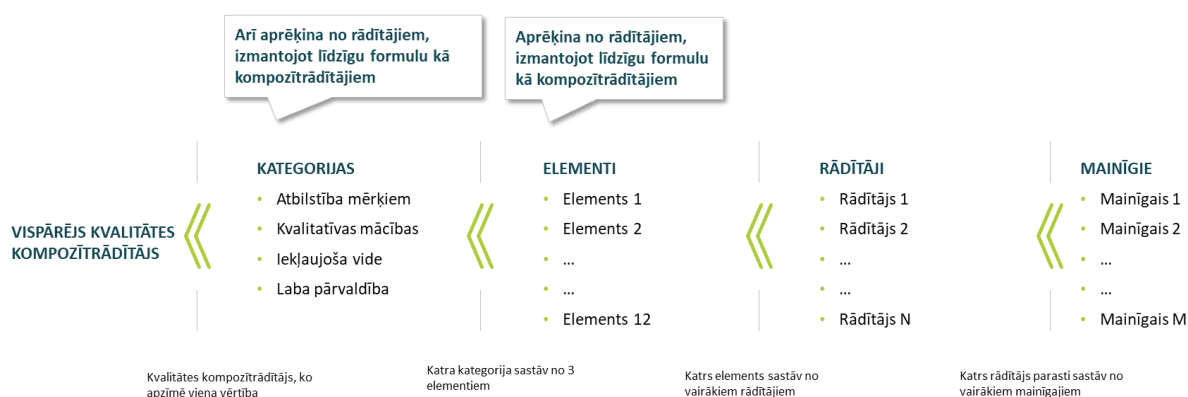 Arī aprēķina no rādītājiem,
izmantojot līdzīgu formulu kā
kompozītrādītājiem
Aprēķina no rādītājiem,
izmantojot līdzīgu formulu
kā kompozītrādītājiem
VISPĀRĒJS KVALITĀTES
KOMPOZĪTRĀDĪTĀJS
KATEGORIJAS
• Atbilstība mērķiem
• Kvalitatīvas mācības
• Iekļaujoša vide
• Laba pārvaldība
ELEMENTI
• Elements 1
• Elements 2
• ...
• ...
• Elements 12
RĀDĪTĀJI
• Rādītājs 1
• Rādītājs 2
• ...
• ...
• Rādītājs N
MAINĪGIE
• Mainīgais 1
• Mainīgais 2
• ...
• ...
• Mainīgais M
Kvalitātes kompozītrādītājs, ko
apzīmē viena vērtība
Katra kategorija sastāv no 3
elementiem
Katrs elements sastāv no
vairākiem rādītājiem
Katrs rādītājs parasti sastāv no
vairākiem mainīgajiem